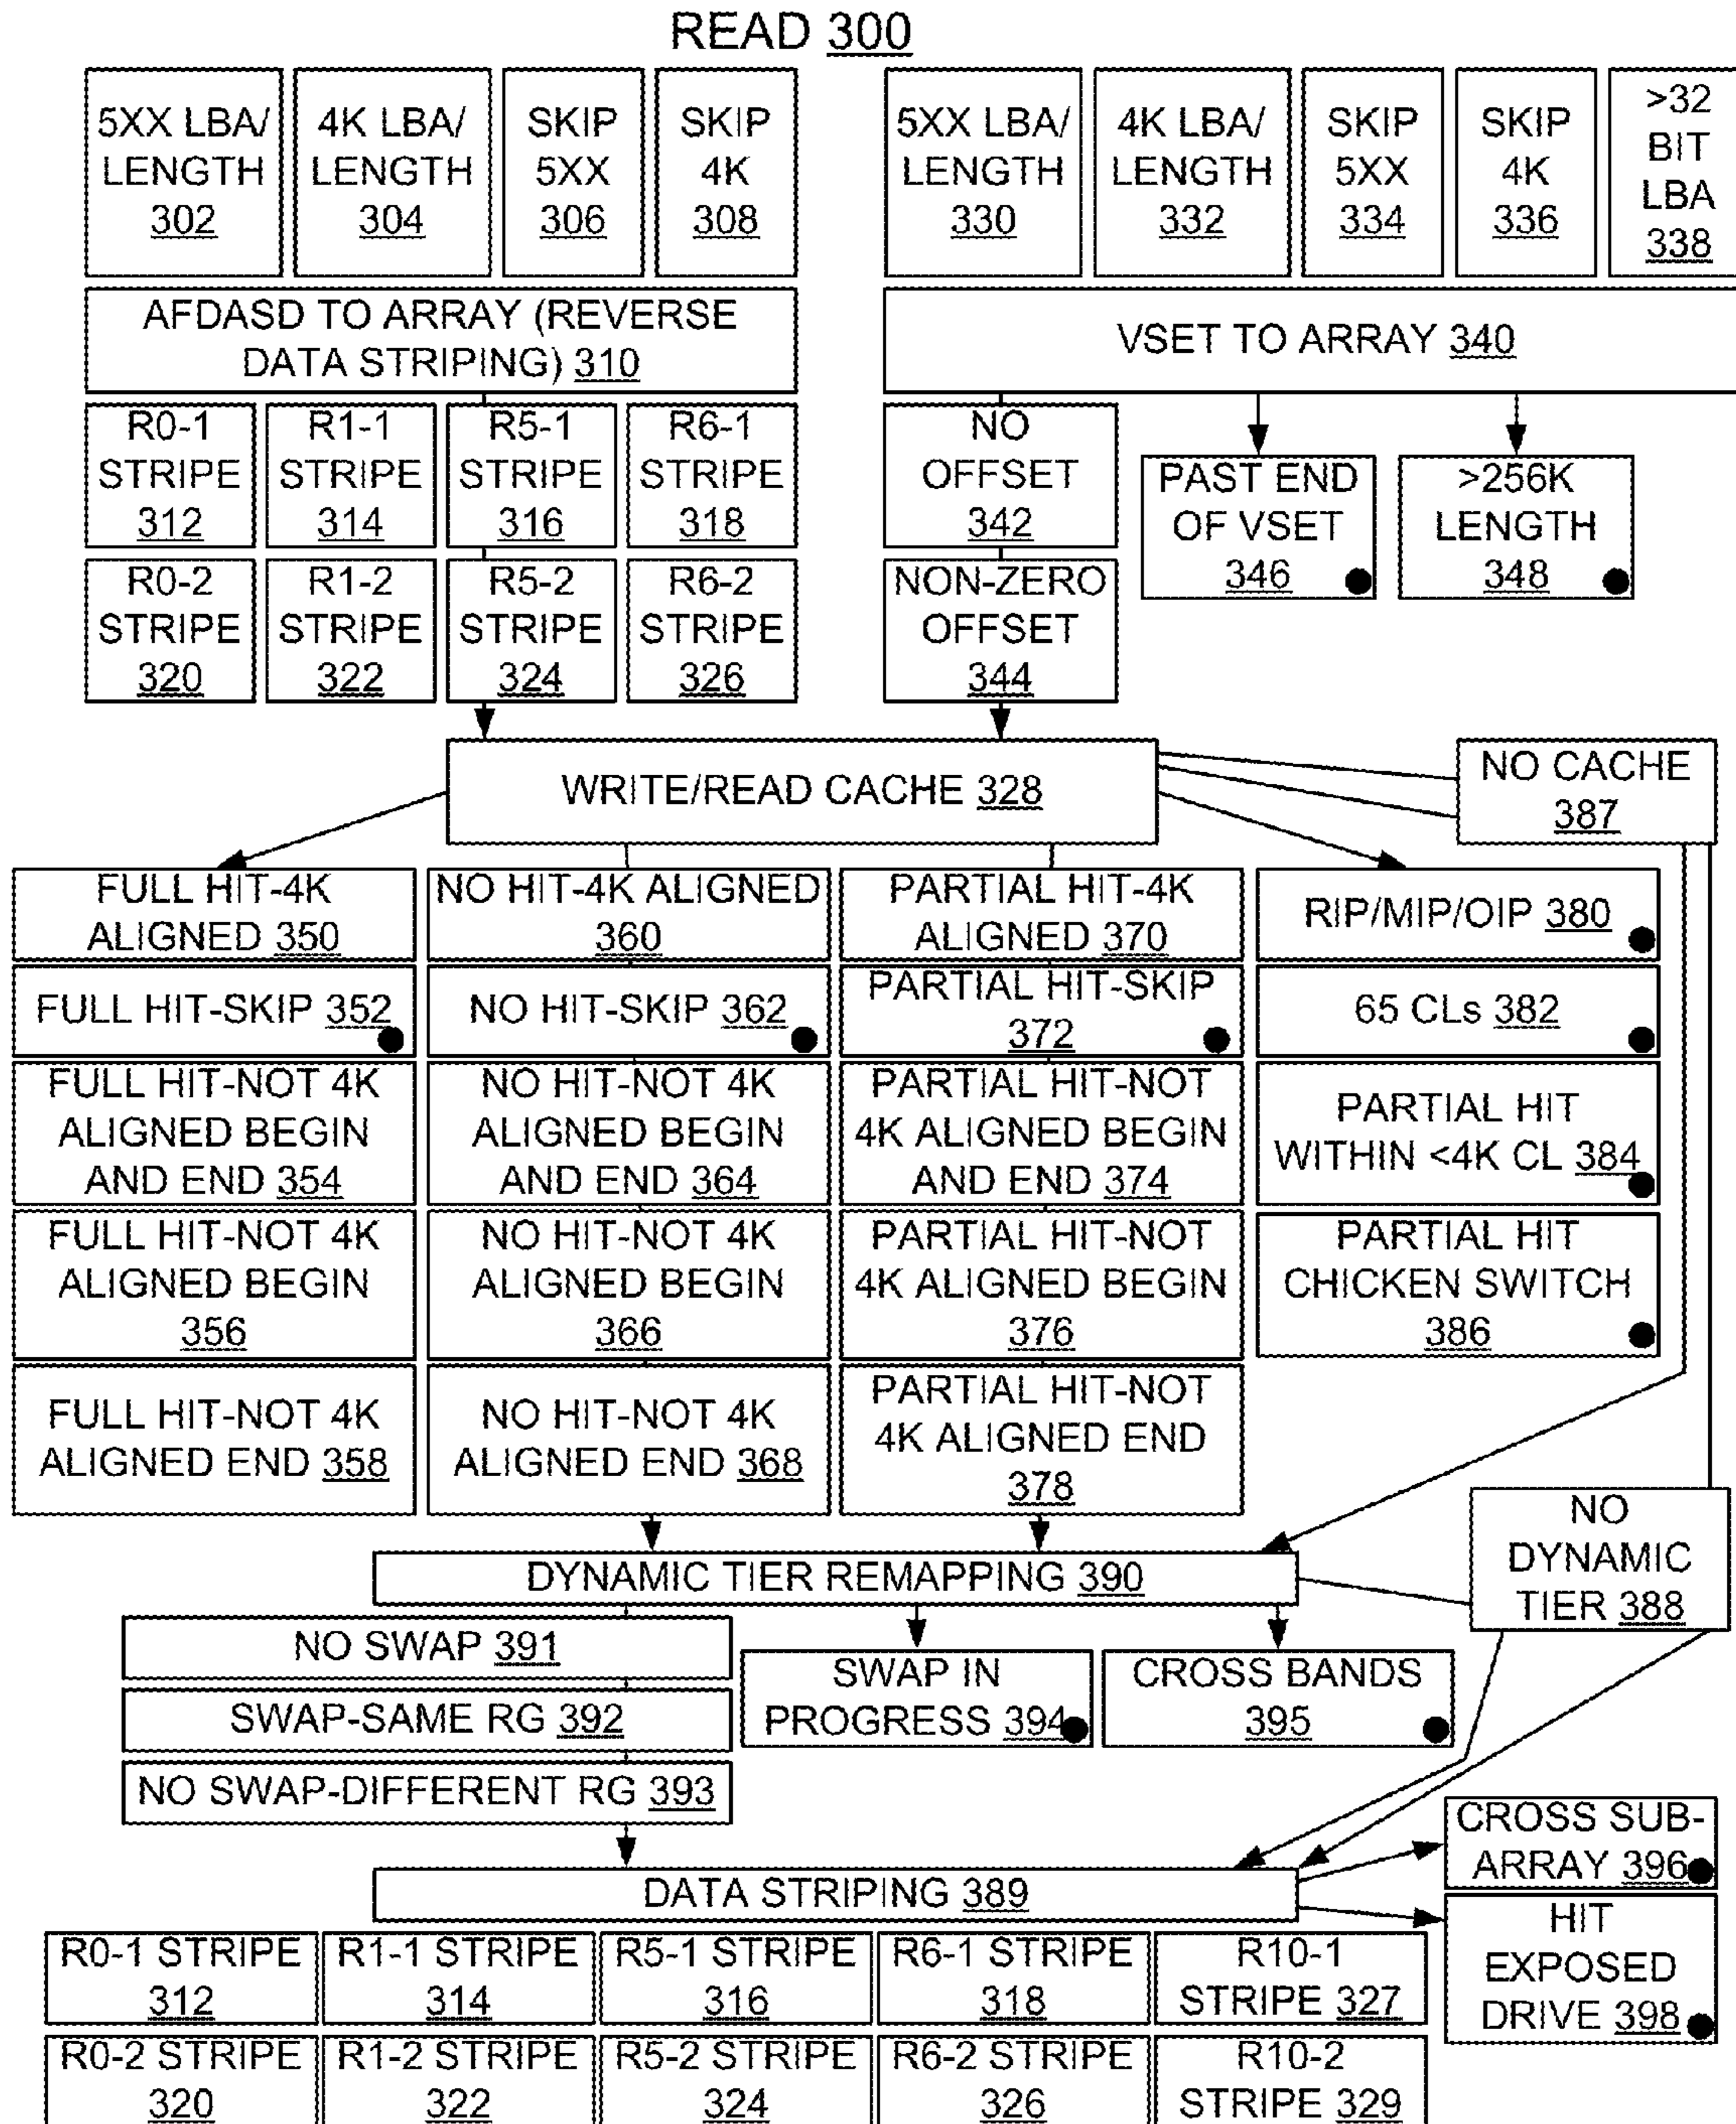 READ 300
5XX LBA/
LENGTH
302
4K LBA/
LENGTH
304
SKIP
5XX
306
SKIP
4K
308
5XX LBA/
LENGTH
330
4K LBA/
LENGTH
332
SKIP
5XX
334
SKIP
4K
336
>32
BIT
LBA
338
AFDASD TO ARRAY (REVERSE
DATA STRIPING) 310
VSET TO ARRAY 340
R0-1
STRIPE
312
R1-1
STRIPE
314
R5-1
STRIPE
316
R6-1
STRIPE
318
NO
OFFSET
342
PAST END
OF VSET
346
>256K
LENGTH
348
R0-2
STRIPE
320
R1-2
STRIPE
322
R5-2
STRIPE
324
R6-2
STRIPE
326
NON-ZERO
OFFSET
344
WRITE/READ CACHE 328
NO CACHE
387
FULL HIT-4K
ALIGNED 350
NO HIT-4K ALIGNED
360
PARTIAL HIT-4K
ALIGNED 370
RIP/MIP/OIP 380
FULL HIT-SKIP 352
NO HIT-SKIP 362
PARTIAL HIT-SKIP
372
65 CLs 382
FULL HIT-NOT 4K
ALIGNED BEGIN
AND END 354
NO HIT-NOT 4K
ALIGNED BEGIN
AND END 364
PARTIAL HIT-NOT
4K ALIGNED BEGIN
AND END 374
PARTIAL HIT
WITHIN <4K CL 384
FULL HIT-NOT 4K
ALIGNED BEGIN
356
NO HIT-NOT 4K
ALIGNED BEGIN
366
PARTIAL HIT-NOT
4K ALIGNED BEGIN
376
PARTIAL HIT
CHICKEN SWITCH
386
FULL HIT-NOT 4K
ALIGNED END 358
NO HIT-NOT 4K
ALIGNED END 368
PARTIAL HIT-NOT
4K ALIGNED END
378
NO
DYNAMIC
TIER 388
DYNAMIC TIER REMAPPING 390
NO SWAP 391
SWAP-SAME RG 392
NO SWAP-DIFFERENT RG 393
SWAP IN
PROGRESS 394
CROSS BANDS
395
DATA STRIPING 389
CROSS SUB-
ARRAY 396
HIT
EXPOSED
DRIVE 398
R0-1 STRIPE
312
R1-1 STRIPE
314
R5-1 STRIPE
316
R6-1 STRIPE
318
R10-1
STRIPE 327
R0-2 STRIPE
320
R1-2 STRIPE
322
R5-2 STRIPE
324
R6-2 STRIPE
326
R10-2
STRIPE 329